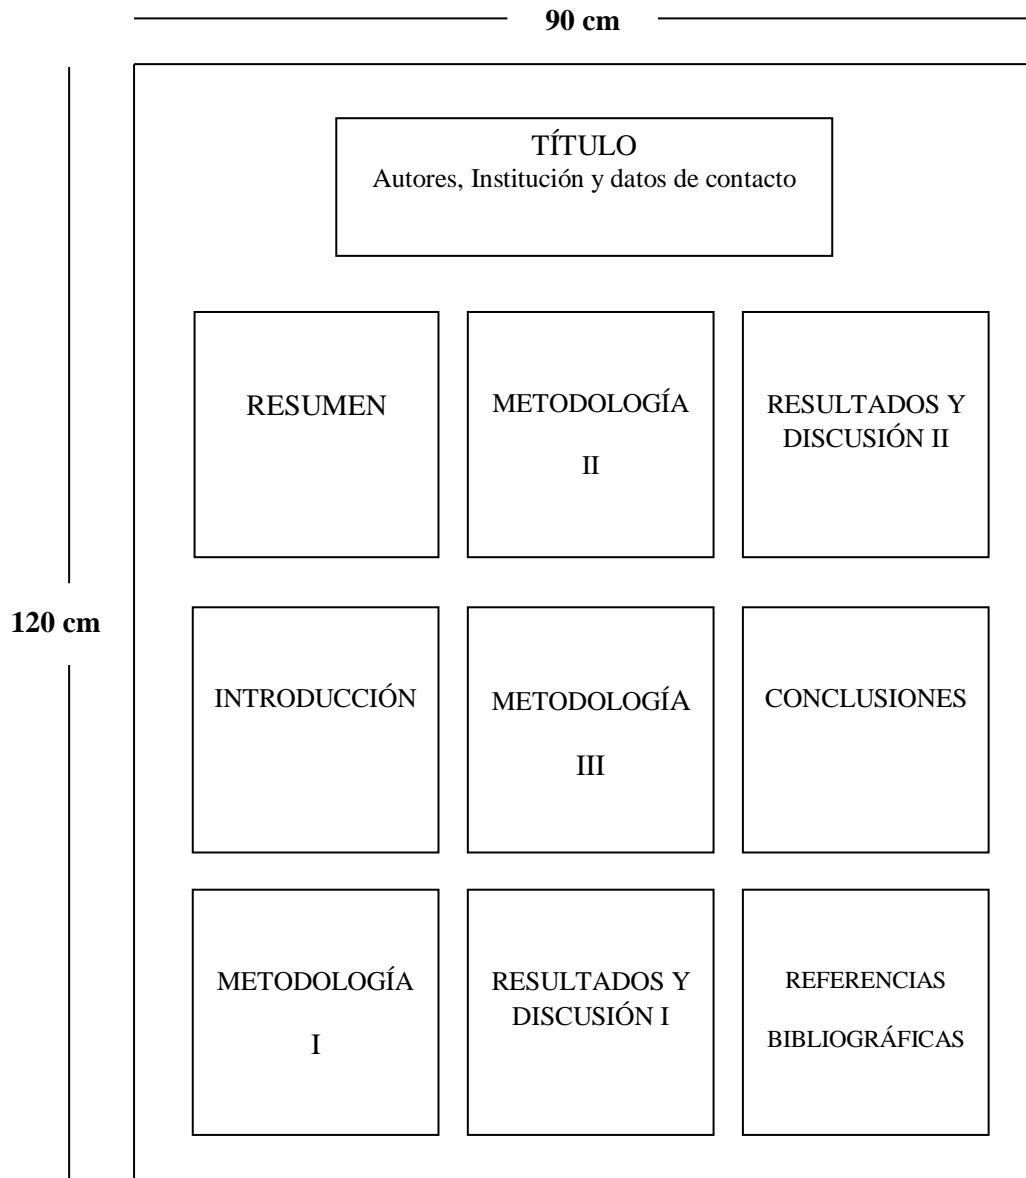 90 cm
TÍTULO
Autores, Institución y datos de contacto
RESUMEN
METODOLOGÍA
II
RESULTADOS Y
DISCUSIÓN II
120 cm
INTRODUCCIÓN
METODOLOGÍA
III
CONCLUSIONES
METODOLOGÍA
I
RESULTADOS Y
DISCUSIÓN I
REFERENCIAS
BIBLIOGRÁFICAS